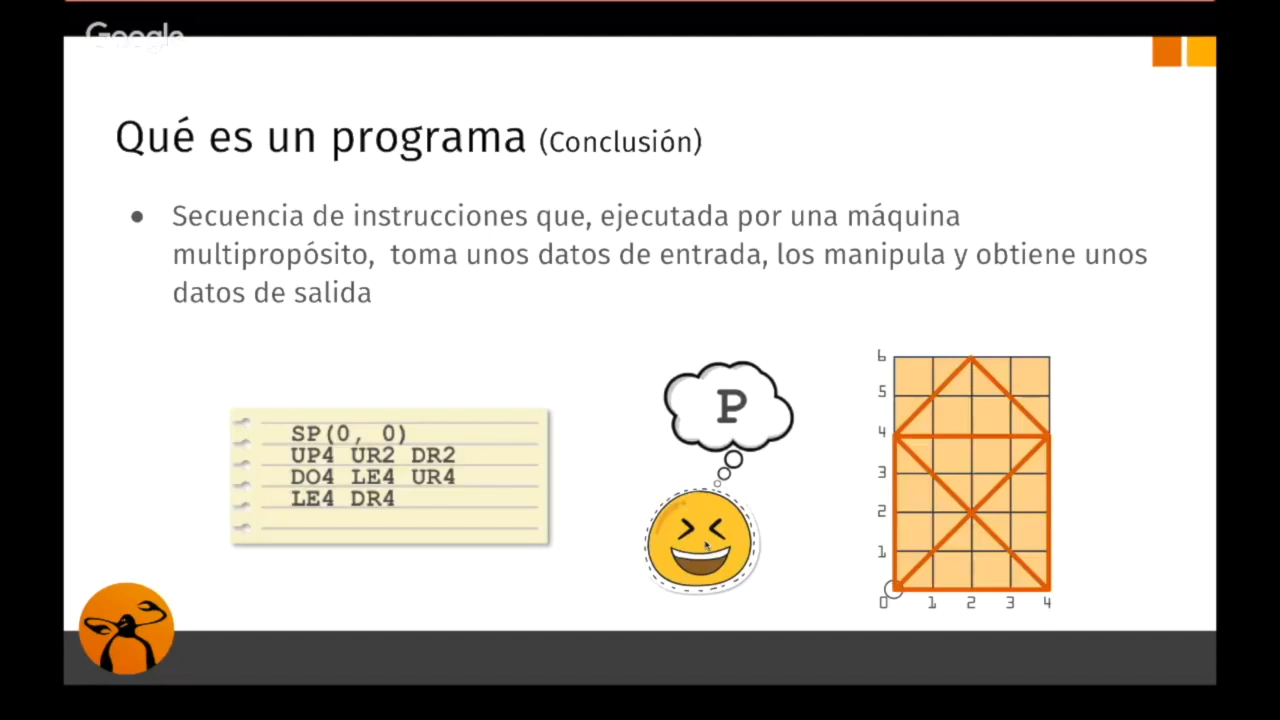 Google
Qué es un programa (Conclusión)
● Secuencia de instrucciones que, ejecutada por una máquina
multipropósito, toma unos datos de entrada, los manipula y obtiene unos
datos de salida
SP(0, 0)
UP4 UR2 DR2
DO4 LE4 UR4
LE4 DR4
P
6
5
4
3
2
1
0 1 2 3 4